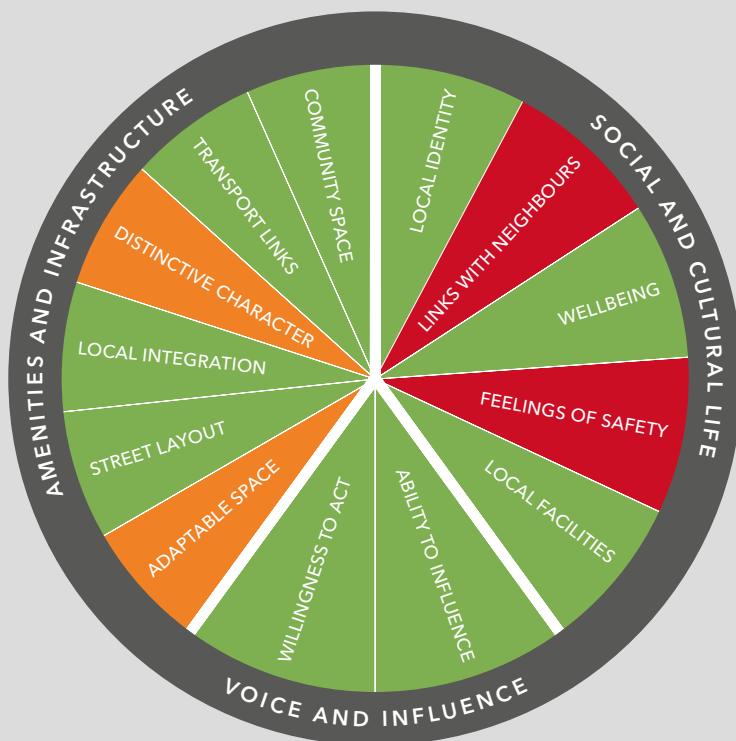 AMENITIES AND INFRASTRUCTURE
SOCIAL AND CULTURAL LIFE
VOICE AND INFLUENCE
COMMUNITY SPACE
TRANSPORT LINKS
DISTINCTIVE CHARACTER
LOCAL INTEGRATION
STREET LAYOUT
ADAPTABLE SPACE
LOCAL IDENTITY
LINKS WITH NEIGHBOURS
WELLBEING
FEELINGS OF SAFETY
LOCAL FACILITIES
WILLINGNESS TO ACT
ABILITY TO INFLUENCE